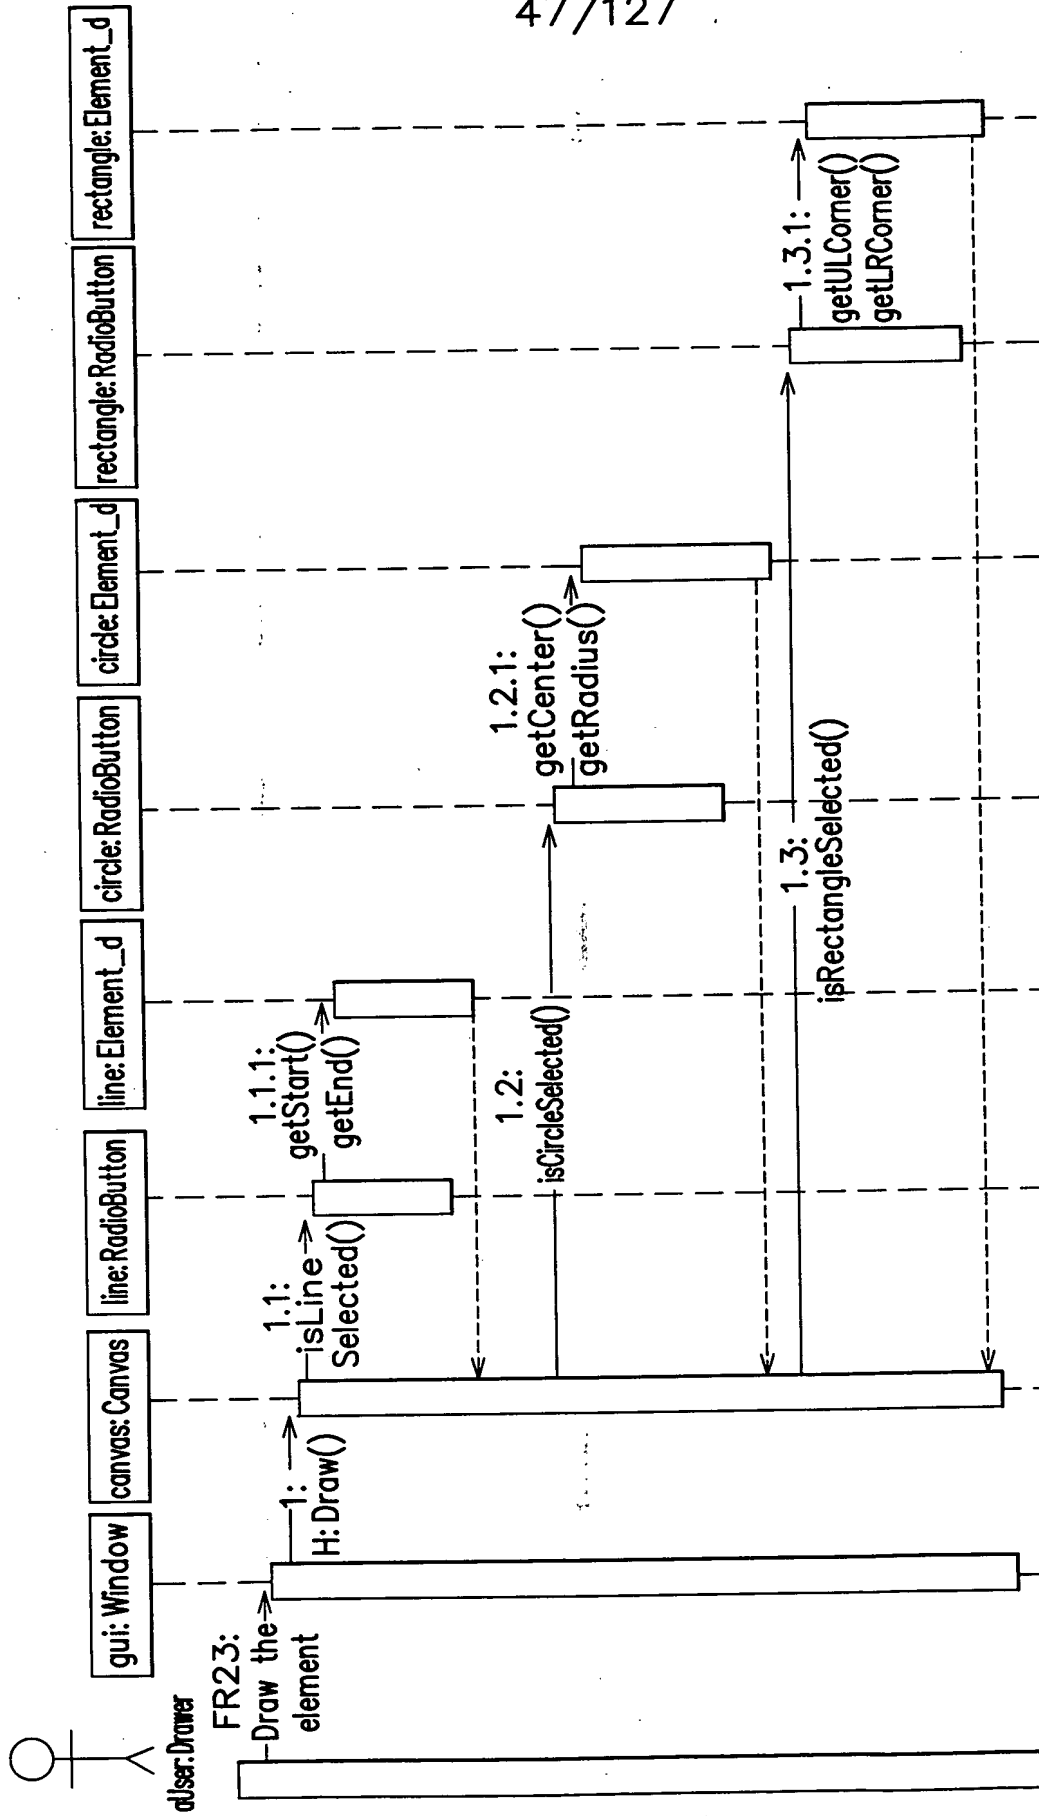 47/127
aUser:Drawer
gui: Window
canvas: Canvas
line: RadioButton
line: Element_d
circle: RadioButton
circle: Element_d
rectangle: RadioButton
rectangle: Element_d
FR23:
Draw the
element
1:
H: Draw()
1.1:
isLine
Selected()
1.1.1:
getStart()
getEnd()
1.2:
isCircleSelected()
1.2.1:
getCenter()
getRadius()
1.3:
isRectangleSelected()
1.3.1:
getULCorner()
getLRCorner()